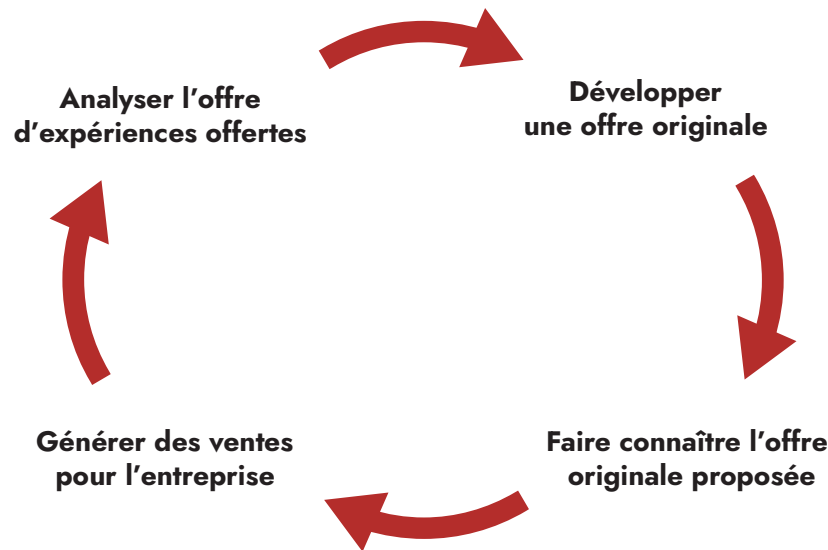 Analyser l’offre
d’expériences offertes
Développer
une offre originale
Faire connaître l’offre
originale proposée
Générer des ventes
pour l’entreprise